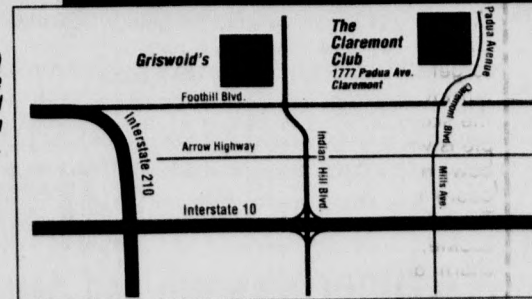 Griswold's
The
Claremont
Club
1777 Padua Ave.
Claremont
Padua Avenue
Foothill Blvd.
Claremont Blvd.
Interstate 210
Arrow Highway
Indian Hill Blvd.
Mills Ave.
Interstate 10